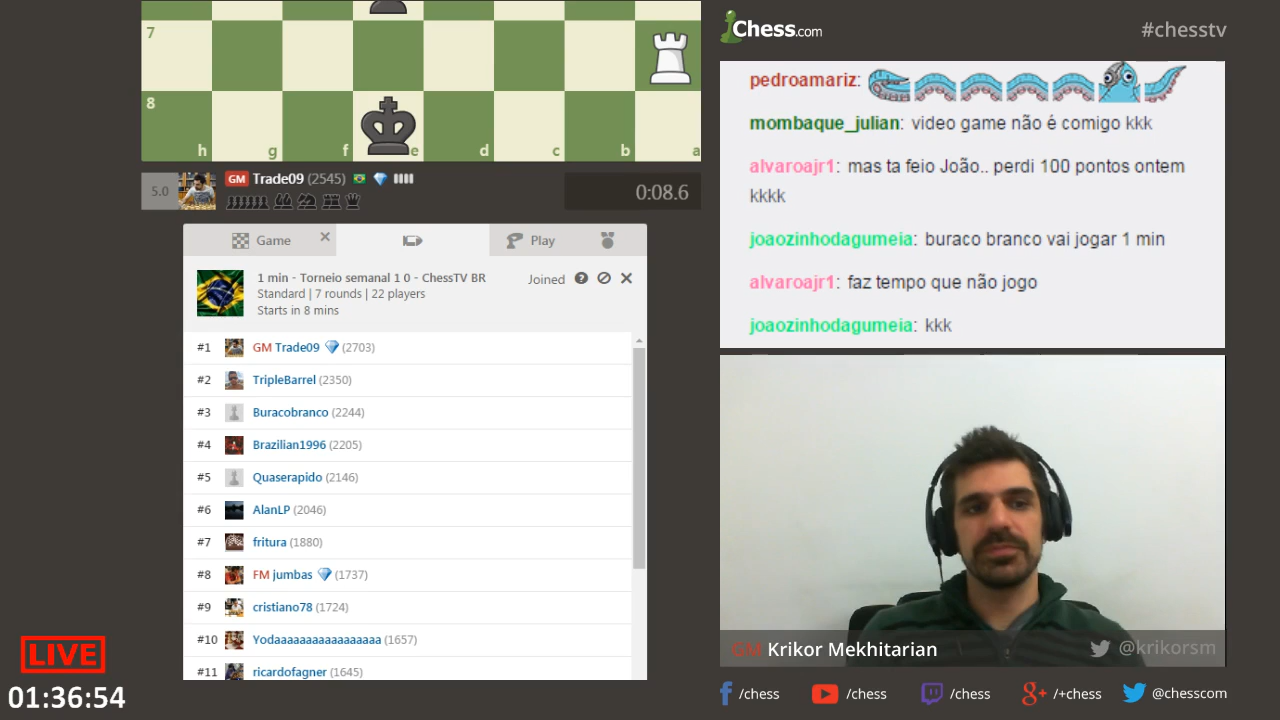 7
8
h g f e d c b a
5.0 GM Trade09 (2545) 0:08.6
Game Play
1 min - Torneio semanal 1 0 - ChessTV BR Joined
Standard | 7 rounds | 22 players
Starts in 8 mins
#1 GM Trade09 (2703)
#2 TripleBarrel (2350)
#3 Buracobranco (2244)
#4 Brazilian1996 (2205)
#5 Quaserapido (2146)
#6 AlanLP (2046)
#7 fritura (1880)
#8 FM jumbas (1737)
#9 cristiano78 (1724)
#10 Yodaaaaaaaaaaaaaaaaa (1657)
#11 ricardofagner (1645)
LIVE
01:36:54
Chess.com #chesstv
pedroamariz:
mombaque_julian: video game não é comigo kkk
alvaroajr1: mas ta feio João.. perdi 100 pontos ontem
kkkk
joaozinhodagumeia: buraco branco vai jogar 1 min
alvaroajr1: faz tempo que não jogo
joaozinhodagumeia: kkk
GM Krikor Mekhitarian @krikorsm
/chess /chess /chess /+chess @chesscom